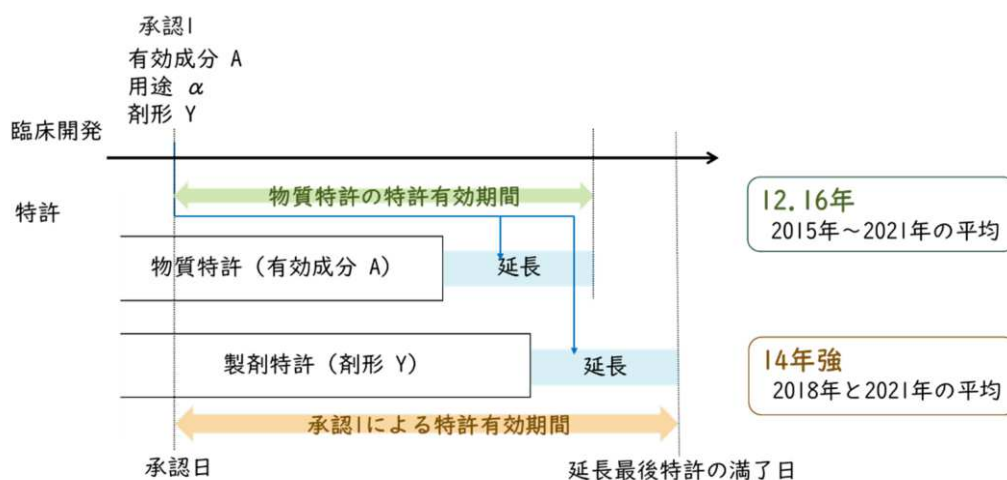 承認1
有効成分 A
用途 α
剤形 Y
臨床開発
特許
物質特許の特許有効期間
12.16年
2015年～2021年の平均
物質特許（有効成分 A）
延長
製剤特許（剤形 Y）
延長
14年強
2018年と2021年の平均
承認1による特許有効期間
承認日
延長最後特許の満了日